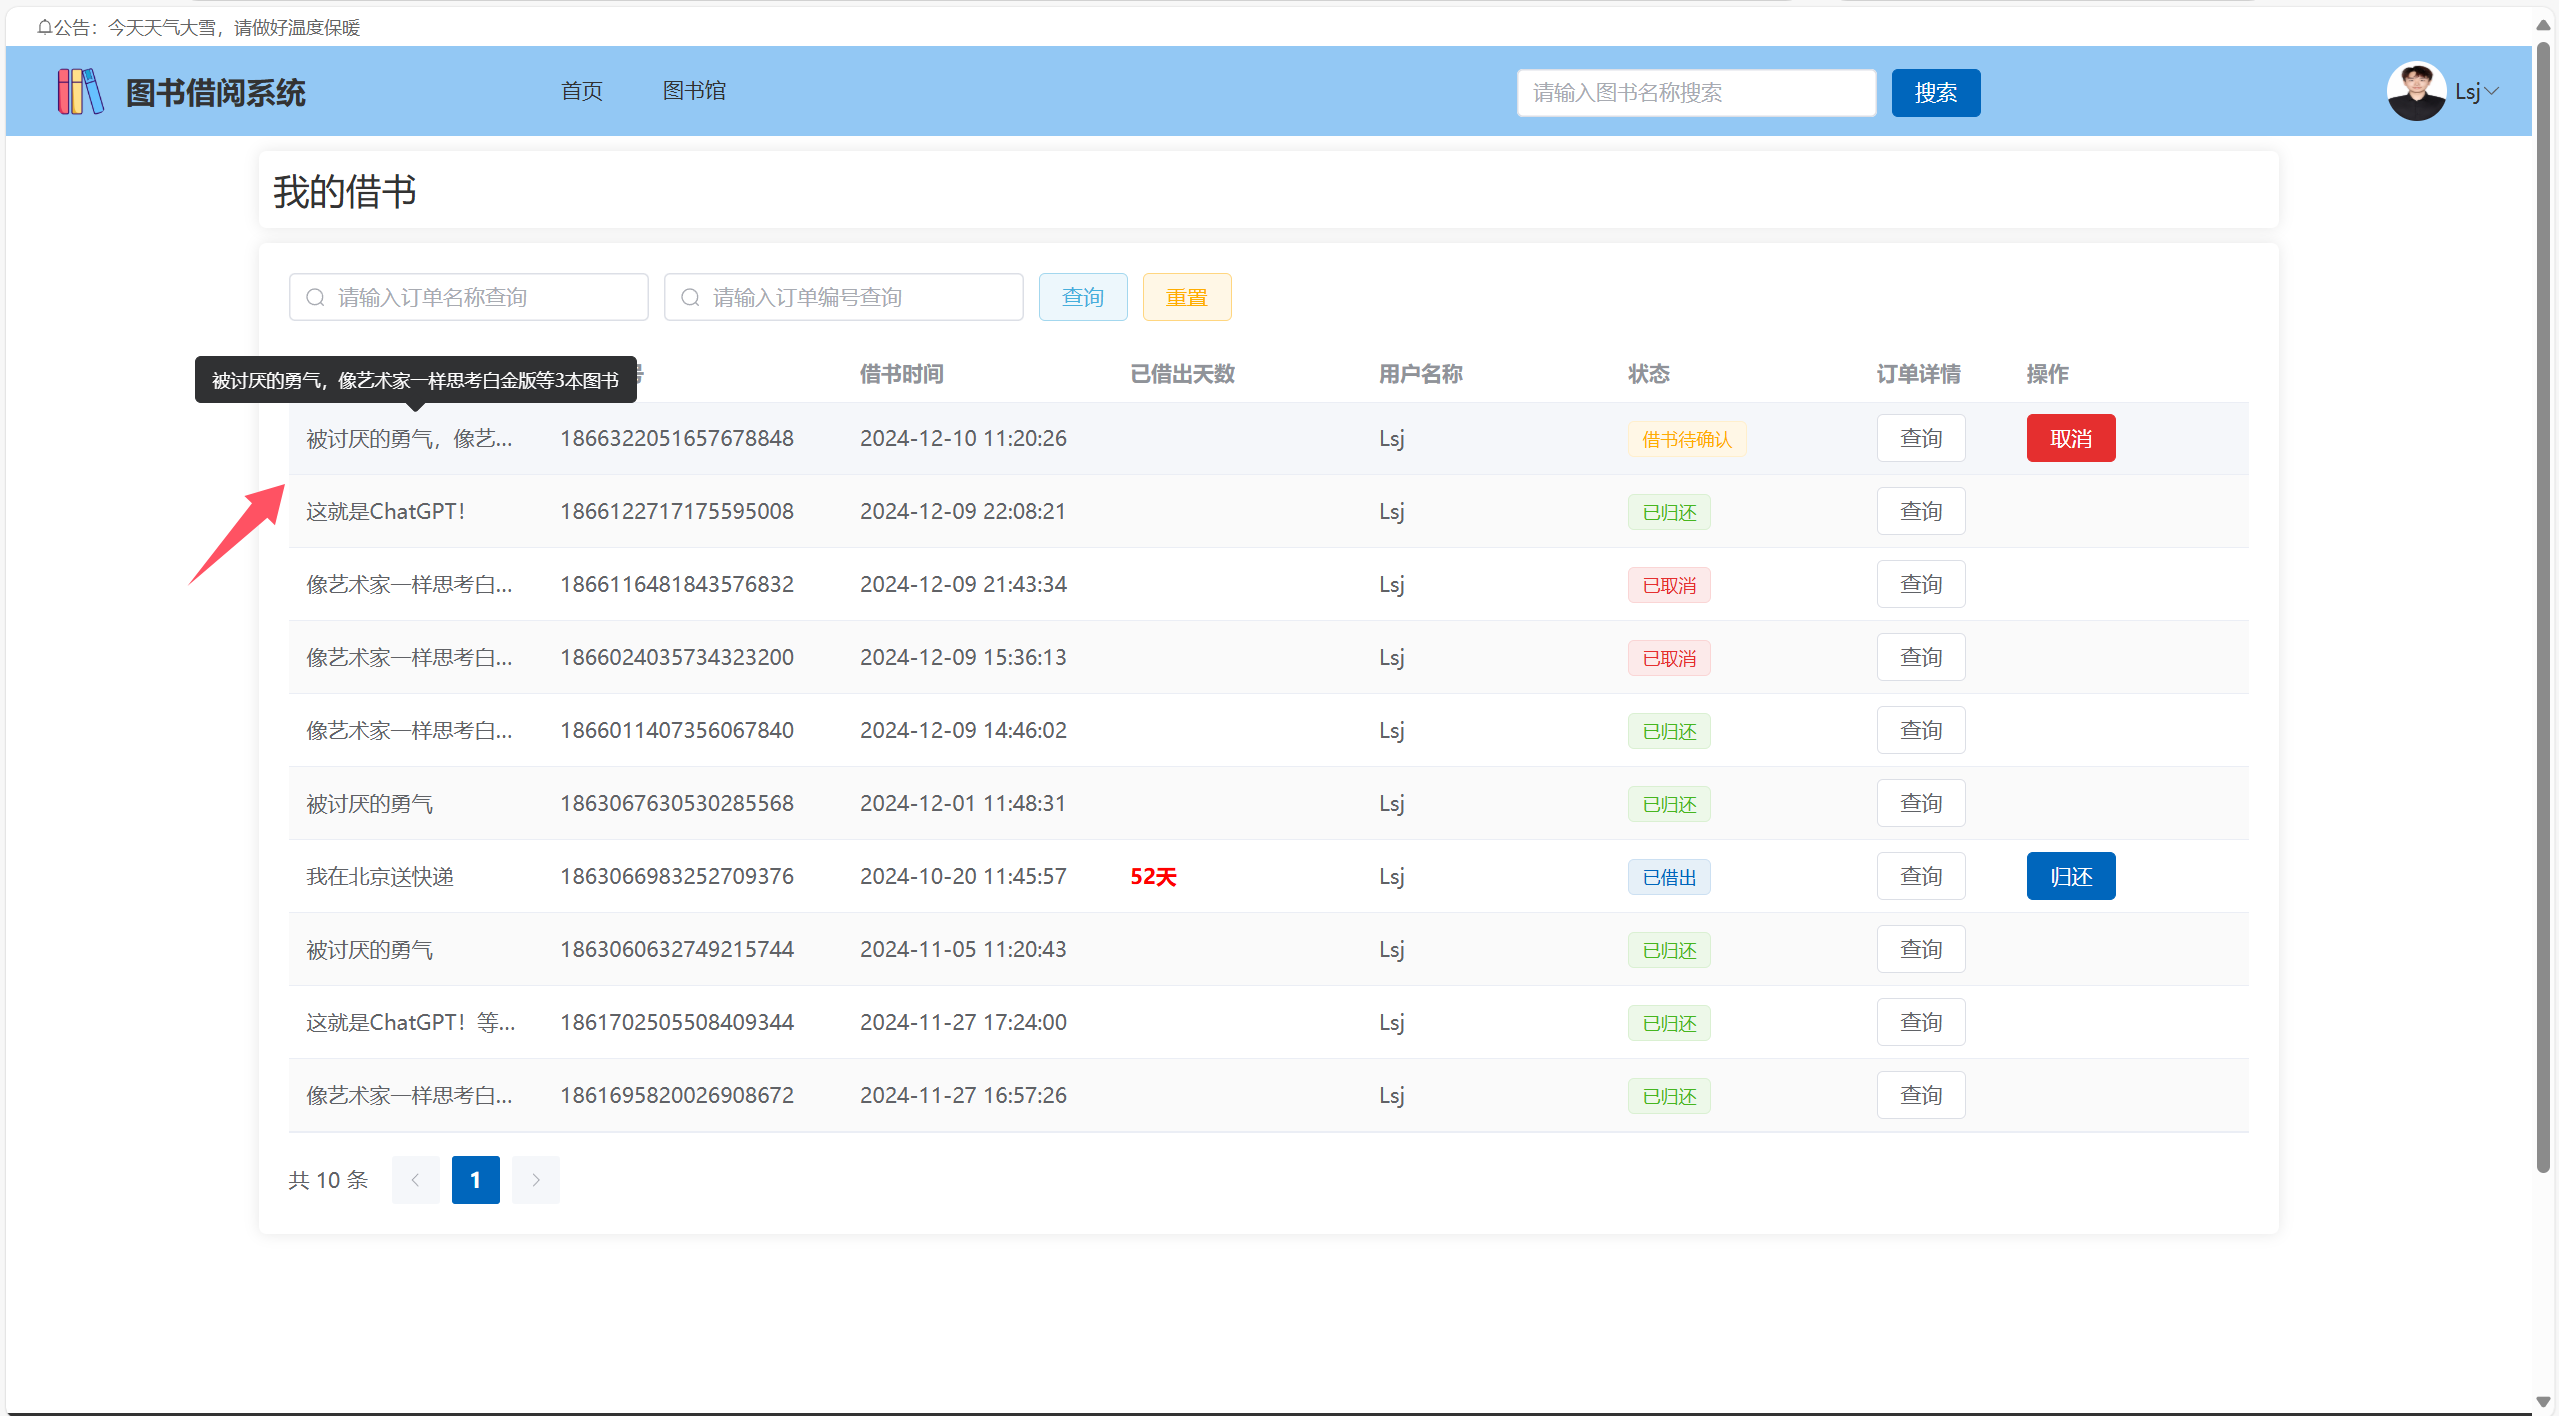 公告：今天天气大雪，请做好温度保暖
图书借阅系统 首页 图书馆 请输入图书名称搜索 搜索 Lsj
我的借书
请输入订单名称查询 请输入订单编号查询 查询 重置
被讨厌的勇气，像艺术家一样思考白金版等3本图书
号 借书时间 已借出天数 用户名称 状态 订单详情 操作
被讨厌的勇气，像艺... 1866322051657678848 2024-12-10 11:20:26 Lsj 借书待确认 查询 取消
这就是ChatGPT！ 1866122717175595008 2024-12-09 22:08:21 Lsj 已归还 查询
像艺术家一样思考白... 1866116481843576832 2024-12-09 21:43:34 Lsj 已取消 查询
像艺术家一样思考白... 1866024035734323200 2024-12-09 15:36:13 Lsj 已取消 查询
像艺术家一样思考白... 1866011407356067840 2024-12-09 14:46:02 Lsj 已归还 查询
被讨厌的勇气 1863067630530285568 2024-12-01 11:48:31 Lsj 已归还 查询
我在北京送快递 1863066983252709376 2024-10-20 11:45:57 52天 Lsj 已借出 查询 归还
被讨厌的勇气 1863060632749215744 2024-11-05 11:20:43 Lsj 已归还 查询
这就是ChatGPT！等... 1861702505508409344 2024-11-27 17:24:00 Lsj 已归还 查询
像艺术家一样思考白... 1861695820026908672 2024-11-27 16:57:26 Lsj 已归还 查询
共 10 条 1